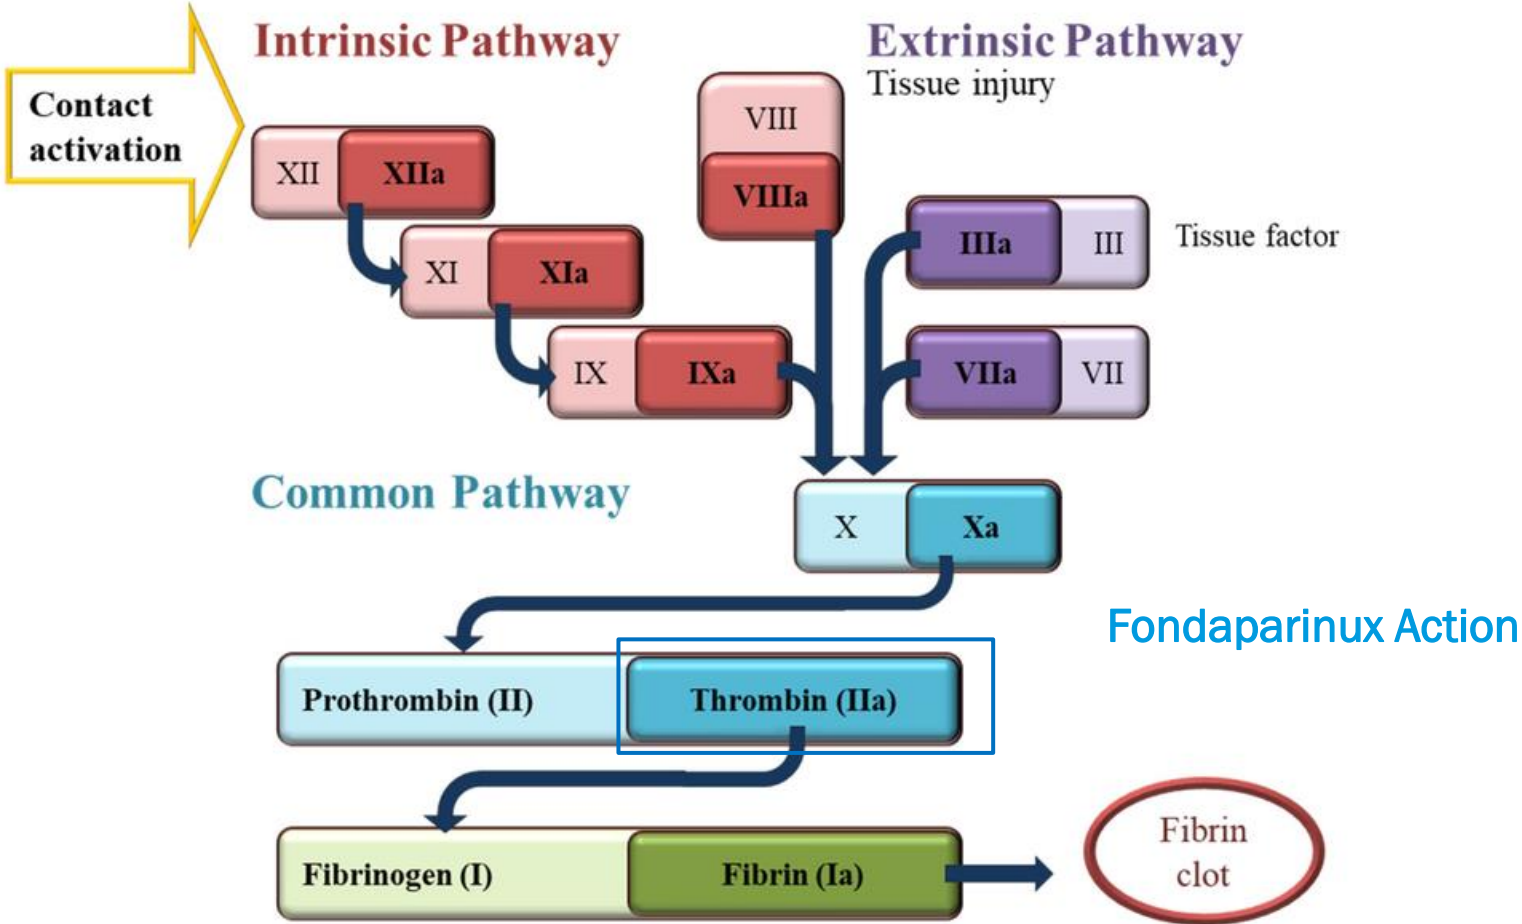 Intrinsic Pathway
Extrinsic Pathway
Tissue injury
Contact
activation
VIII
VIIIa
XII
XIIa
IIIa
III
Tissue factor
XI
XIa
IX
IXa
VIIa
VII
Common Pathway
X
Xa
Fondaparinux Action
Prothrombin (II)
Thrombin (IIa)
Fibrinogen (I)
Fibrin (Ia)
Fibrin
clot